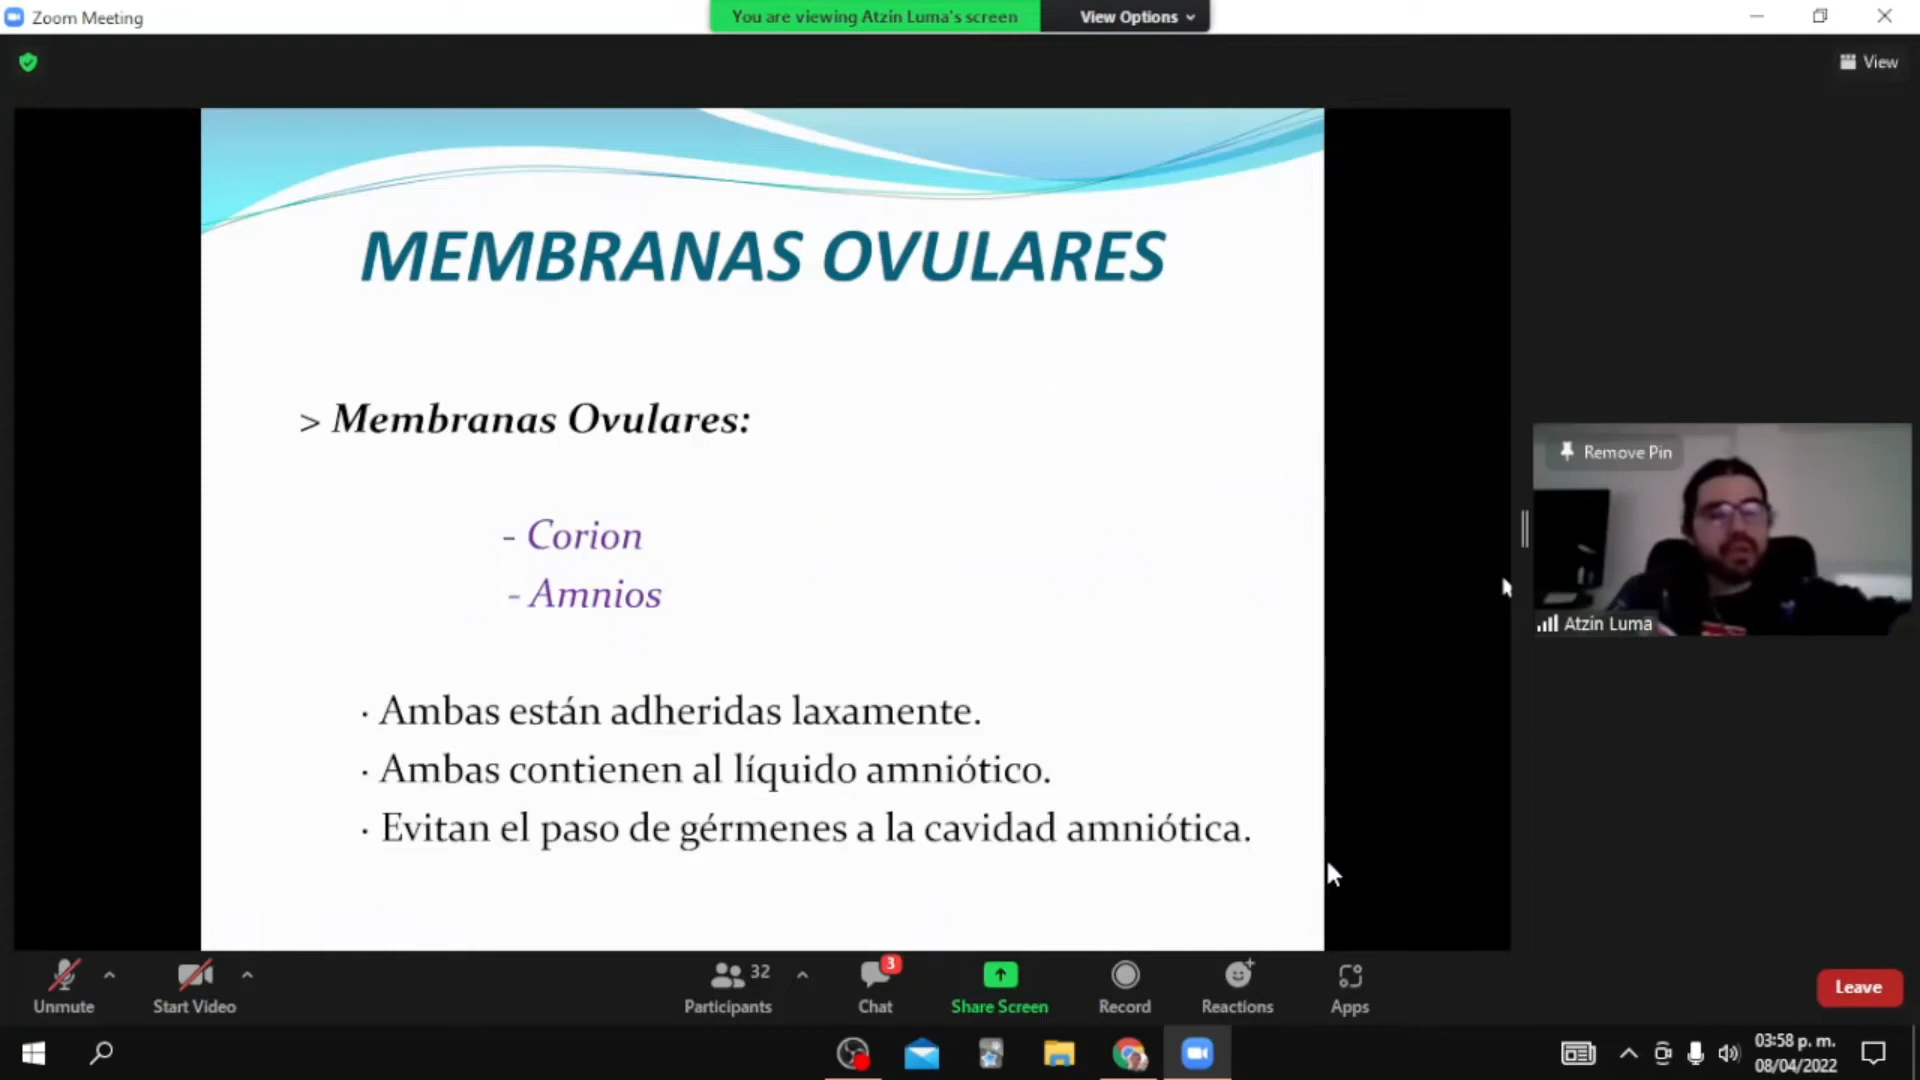 Zoom Meeting
You are viewing Atzin Luma's screen
View Options
View
MEMBRANAS OVULARES
> Membranas Ovulares:
- Corion
- Amnios
· Ambas están adheridas laxamente.
· Ambas contienen al líquido amniótico.
· Evitan el paso de gérmenes a la cavidad amniótica.
Remove Pin
Atzin Luma
Unmute
Start Video
32
Participants
3
Chat
Share Screen
Record
Reactions
Apps
Leave
03:58 p. m.
08/04/2022